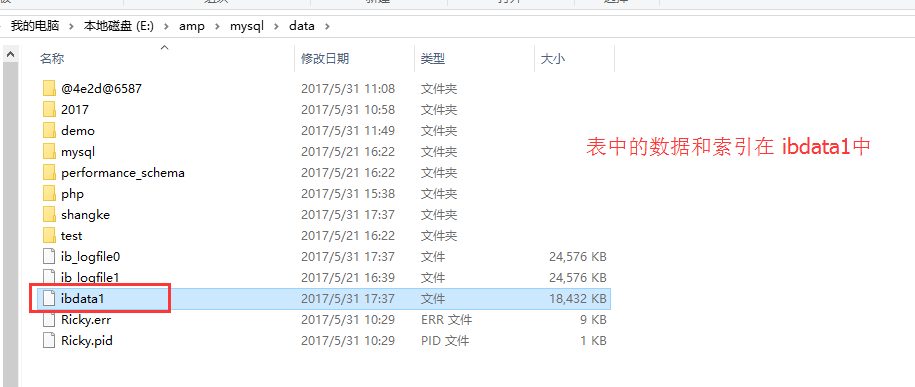 我的电脑 > 本地磁盘 (E:) > amp > mysql > data >
名称 修改日期 类型 大小
@4e2d@6587 2017/5/31 11:08 文件夹
2017 2017/5/31 10:58 文件夹
demo 2017/5/31 11:49 文件夹
mysql 2017/5/21 16:22 文件夹
performance_schema 2017/5/21 16:22 文件夹
php 2017/5/31 15:38 文件夹
shangke 2017/5/31 17:37 文件夹
test 2017/5/21 16:22 文件夹
ib_logfile0 2017/5/31 17:37 文件 24,576 KB
ib_logfile1 2017/5/21 16:39 文件 24,576 KB
ibdata1 2017/5/31 17:37 文件 18,432 KB
Ricky.err 2017/5/31 10:29 ERR 文件 9 KB
Ricky.pid 2017/5/31 10:29 PID 文件 1 KB
表中的数据和索引在 ibdata1中